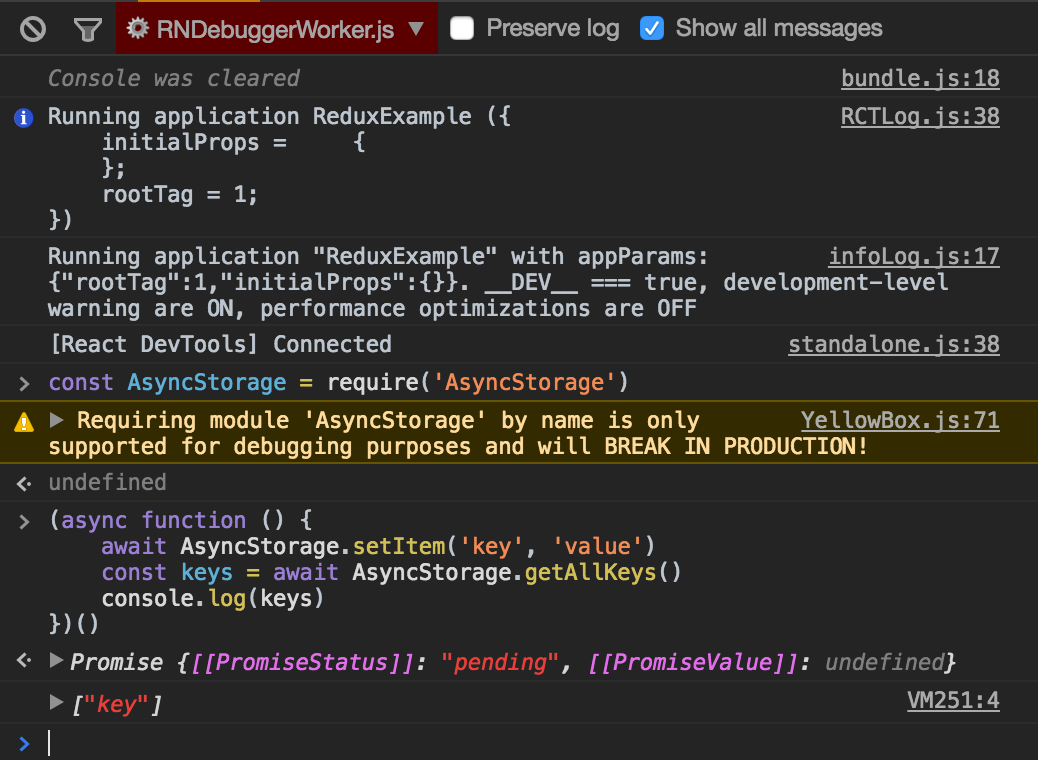 RNDebuggerWorker.js ▼ Preserve log Show all messages
Console was cleared bundle.js:18
Running application ReduxExample ({ RCTLog.js:38
    initialProps =     {
    };
    rootTag = 1;
})
Running application "ReduxExample" with appParams: infoLog.js:17
{"rootTag":1,"initialProps":{}}. __DEV__ === true, development-level
warning are ON, performance optimizations are OFF
[React DevTools] Connected standalone.js:38
> const AsyncStorage = require('AsyncStorage')
▶ Requiring module 'AsyncStorage' by name is only YellowBox.js:71
supported for debugging purposes and will BREAK IN PRODUCTION!
undefined
> (async function () {
    await AsyncStorage.setItem('key', 'value')
    const keys = await AsyncStorage.getAllKeys()
    console.log(keys)
})()
▶ Promise {[[PromiseStatus]]: "pending", [[PromiseValue]]: undefined}
▶ ["key"] VM251:4
>